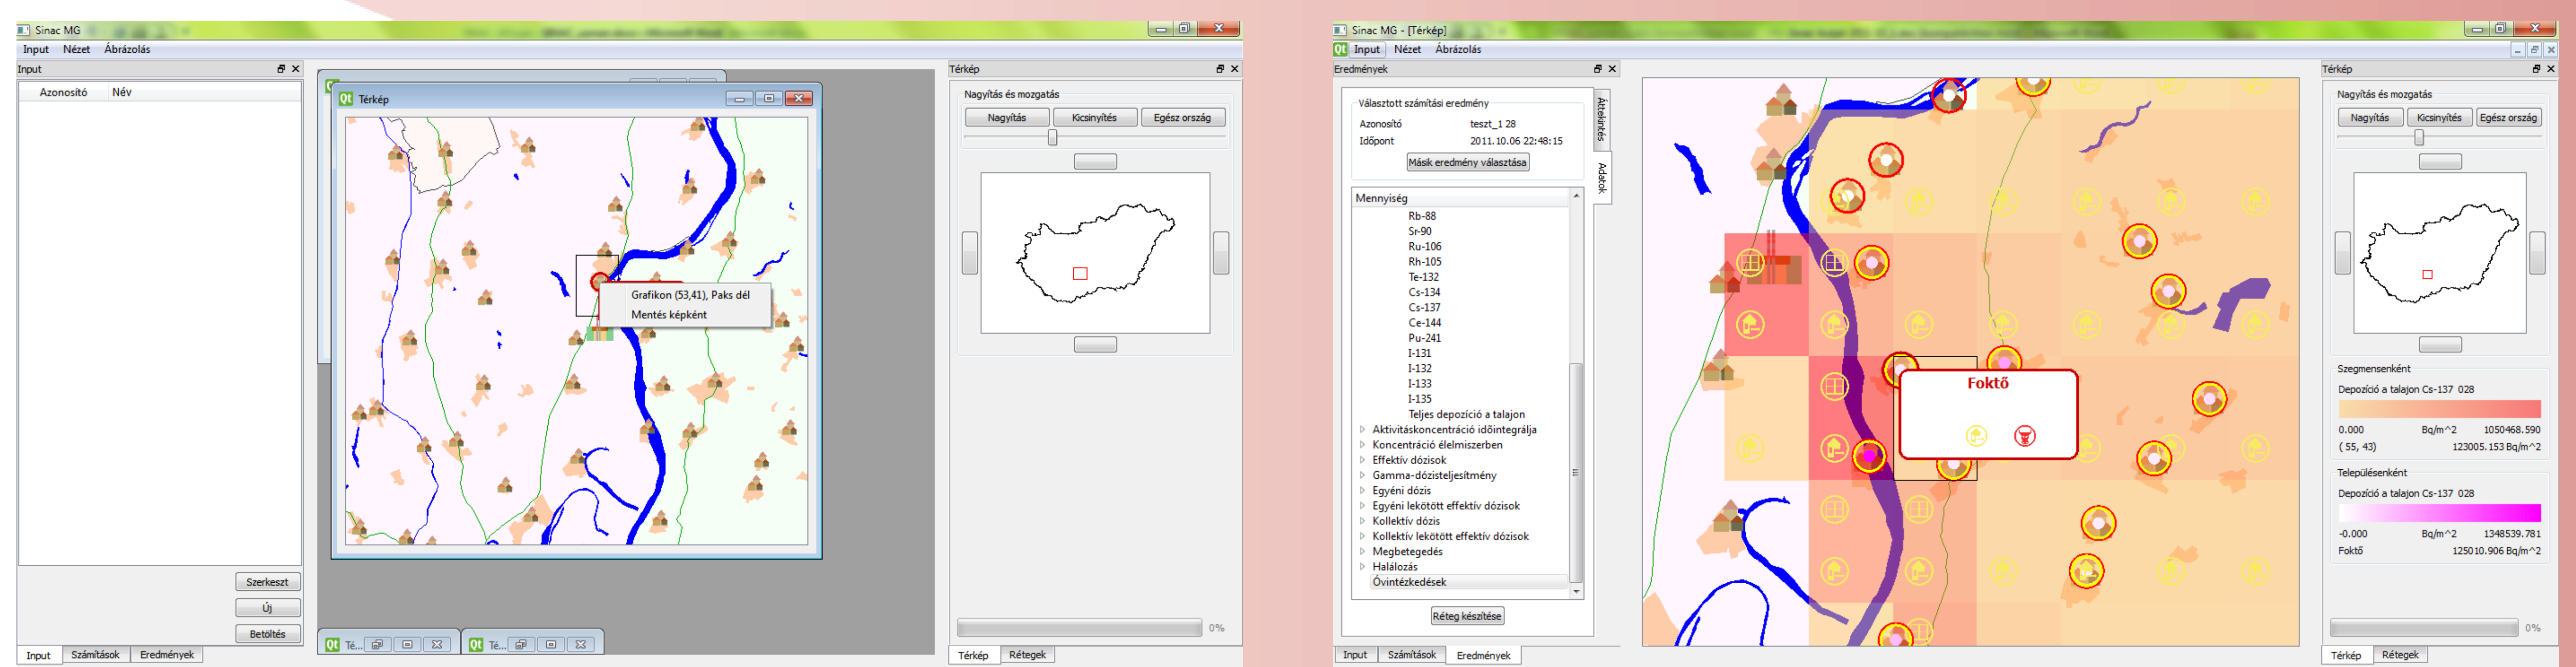 Sinac MG
Input Nézet Ábrázolás
Input
Azonosító Név
Szerkeszt
Új
Betöltés
Input Számítások Eredmények
Térkép
Grafikon (53,41), Paks dél
Mentés képként
Té...
Té...
Térkép
Nagyítás és mozgatás
Nagyítás Kicsinyítés Egész ország
0%
Térkép Rétegek
Sinac MG - [Térkép]
Input Nézet Ábrázolás
Eredmények
Választott számítási eredmény
Azonosító teszt_1 28
Időpont 2011.10.06 22:48:15
Másik eredmény választása
Áttekintés
Adatok
Mennyiség
Rb-88
Sr-90
Ru-106
Rh-105
Te-132
Cs-134
Cs-137
Ce-144
Pu-241
I-131
I-132
I-133
I-135
Teljes depozíció a talajon
Aktivitáskoncentráció időintegrálja
Koncentráció élelmiszerben
Effektív dózisok
Gamma-dózisteljesítmény
Egyéni dózis
Egyéni lekötött effektív dózisok
Kollektív dózis
Kollektív lekötött effektív dózisok
Megbetegedés
Halálozás
Óvintézkedések
Réteg készítése
Input Számítások Eredmények
Foktő
Térkép
Nagyítás és mozgatás
Nagyítás Kicsinyítés Egész ország
Szegmensenként
Depozíció a talajon Cs-137 028
0.000 Bq/m^2 1050468.590
( 55, 43) 123005.153 Bq/m^2
Településenként
Depozíció a talajon Cs-137 028
-0.000 Bq/m^2 1348539.781
Foktő 125010.906 Bq/m^2
0%
Térkép Rétegek